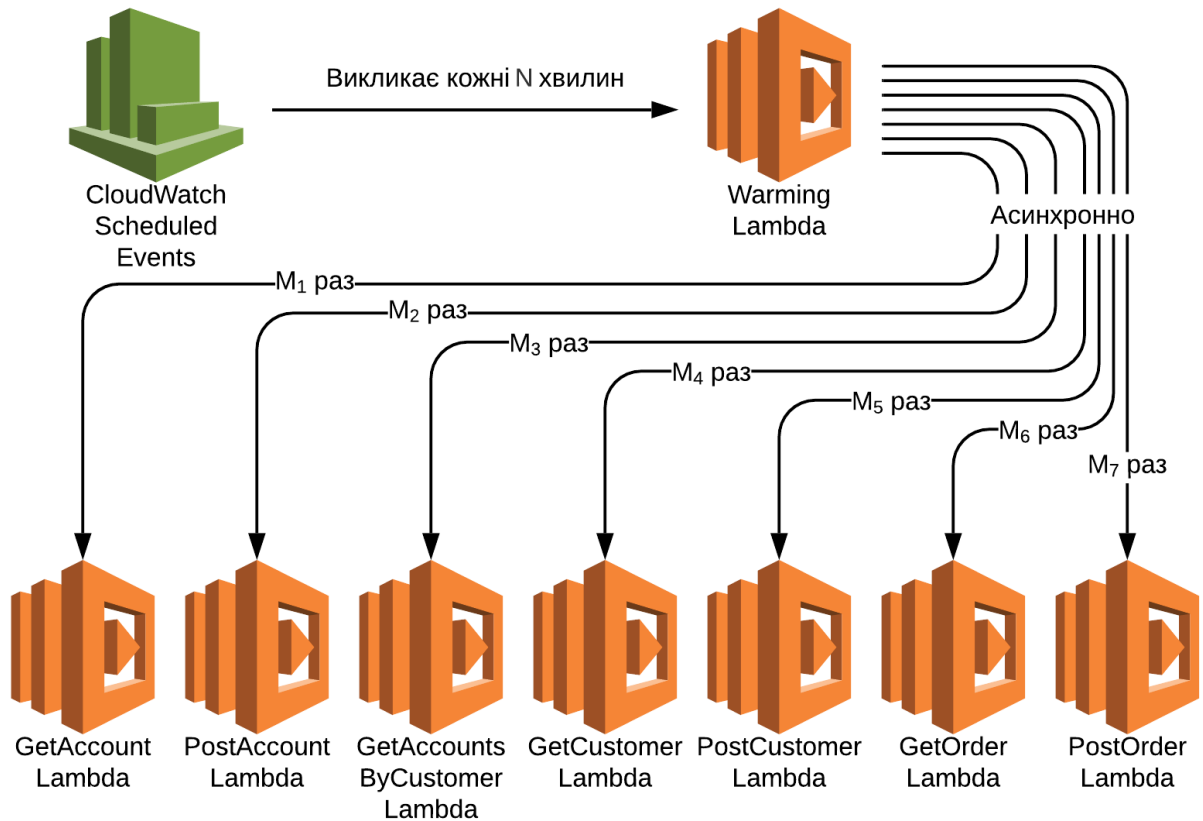 Викликає кожні N хвилин
CloudWatch
Scheduled
Events
Warming
Lambda
Асинхронно
M₁ раз
M₂ раз
M₃ раз
M₄ раз
M₅ раз
M₆ раз
M₇ раз
GetAccount
Lambda
PostAccount
Lambda
GetAccounts
ByCustomer
Lambda
GetCustomer
Lambda
PostCustomer
Lambda
GetOrder
Lambda
PostOrder
Lambda